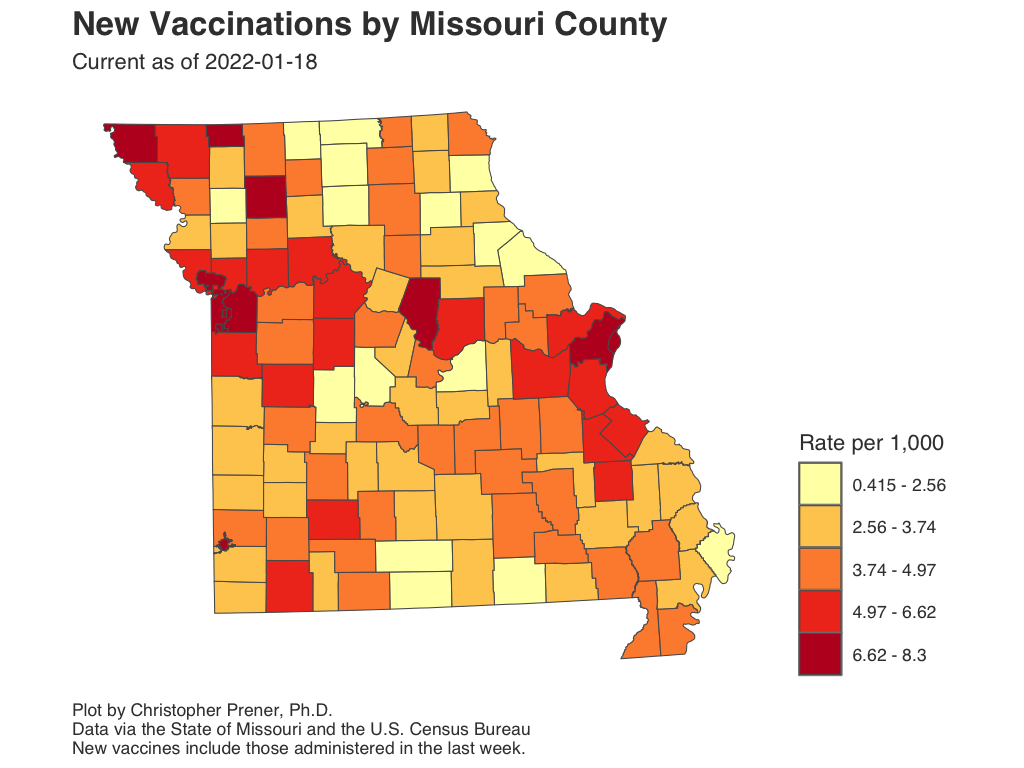 New Vaccinations by Missouri County
Current as of 2022-01-18
Rate per 1,000
0.415 - 2.56
2.56 - 3.74
3.74 - 4.97
4.97 - 6.62
6.62 - 8.3
Plot by Christopher Prener, Ph.D.
Data via the State of Missouri and the U.S. Census Bureau
New vaccines include those administered in the last week.